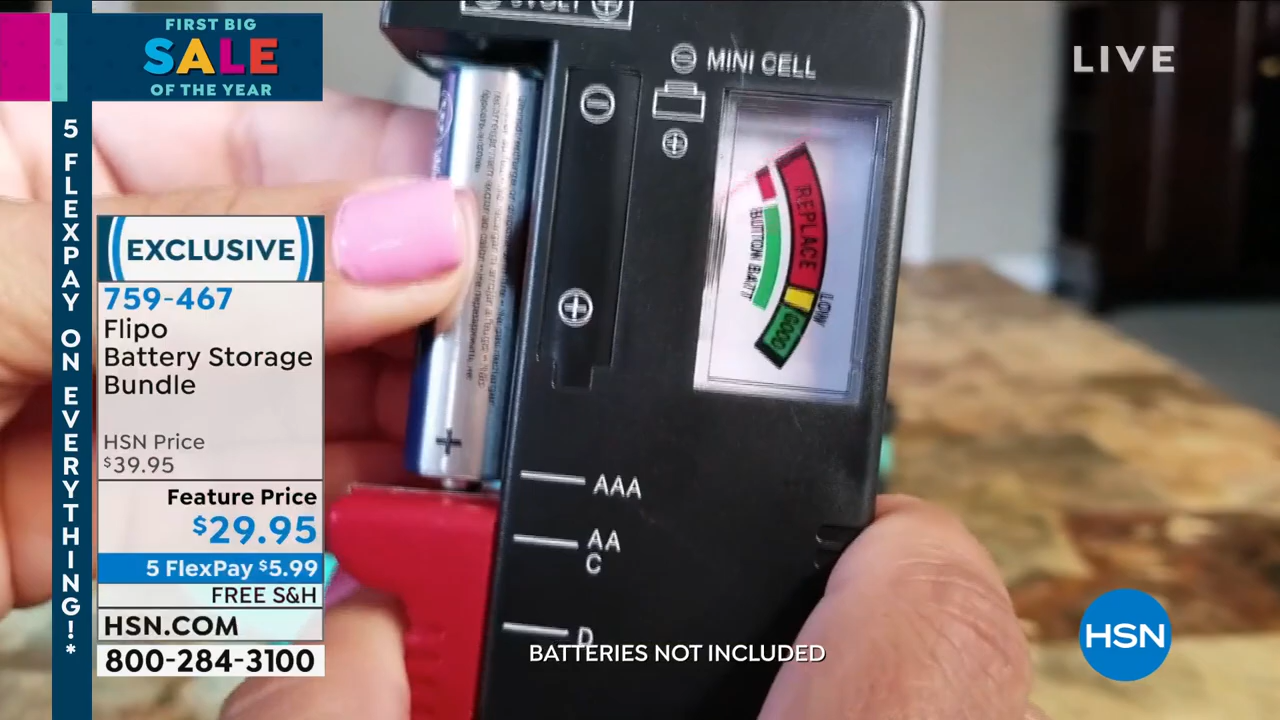 FIRST BIG
SALE
OF THE YEAR
5 FLEXPAY ON EVERYTHING!*
EXCLUSIVE
759-467
Flipo
Battery Storage
Bundle
HSN Price
$39.95
Feature Price
$29.95
5 FlexPay $5.99
FREE S&H
HSN.COM
800-284-3100
LIVE
9VOLT
MINI CELL
REPLACE
LOW
GOOD
BUTTON BATT
+
AAA
AA
C
D
BATTERIES NOT INCLUDED
HSN